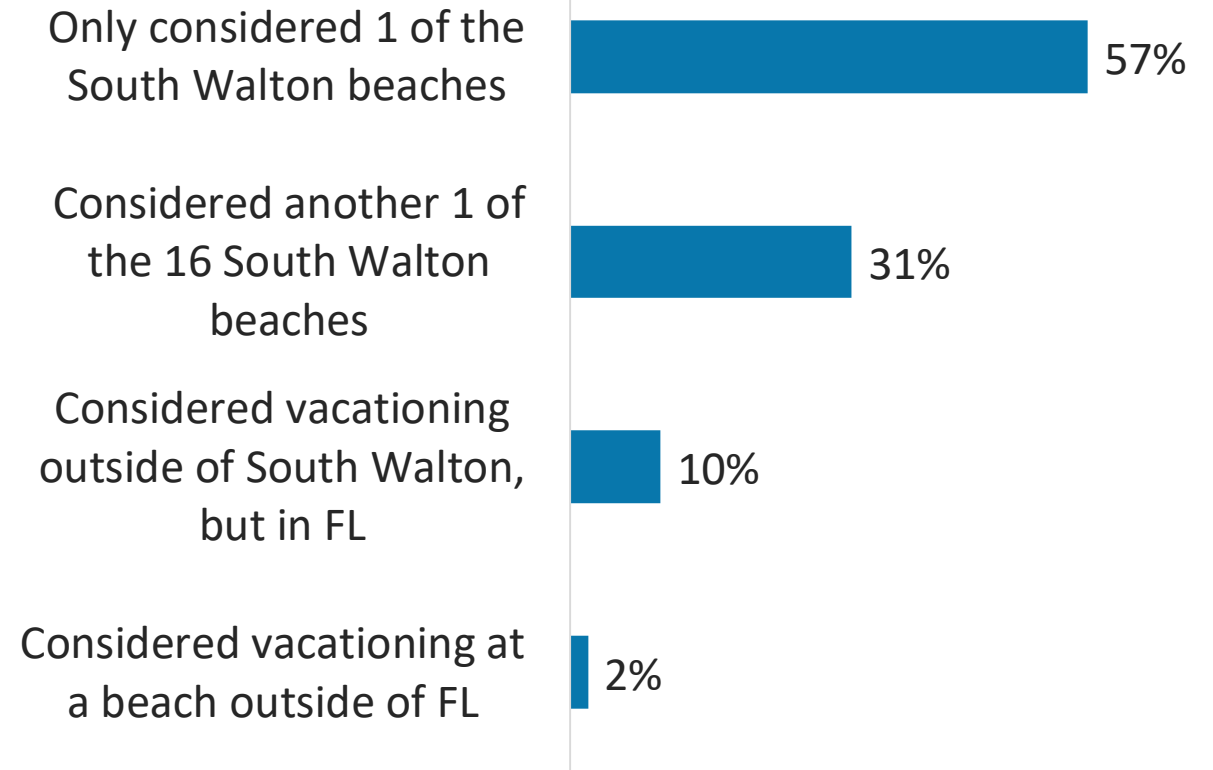 Only considered 1 of the
South Walton beaches
57%
Considered another 1 of
the 16 South Walton
beaches
31%
Considered vacationing
outside of South Walton,
but in FL
10%
Considered vacationing at
a beach outside of FL
2%